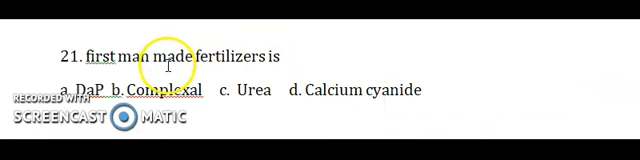 21. first man made fertilizers is
a. DaP b. Complexal c. Urea d. Calcium cyanide
RECORDED WITH
SCREENCAST MATIC